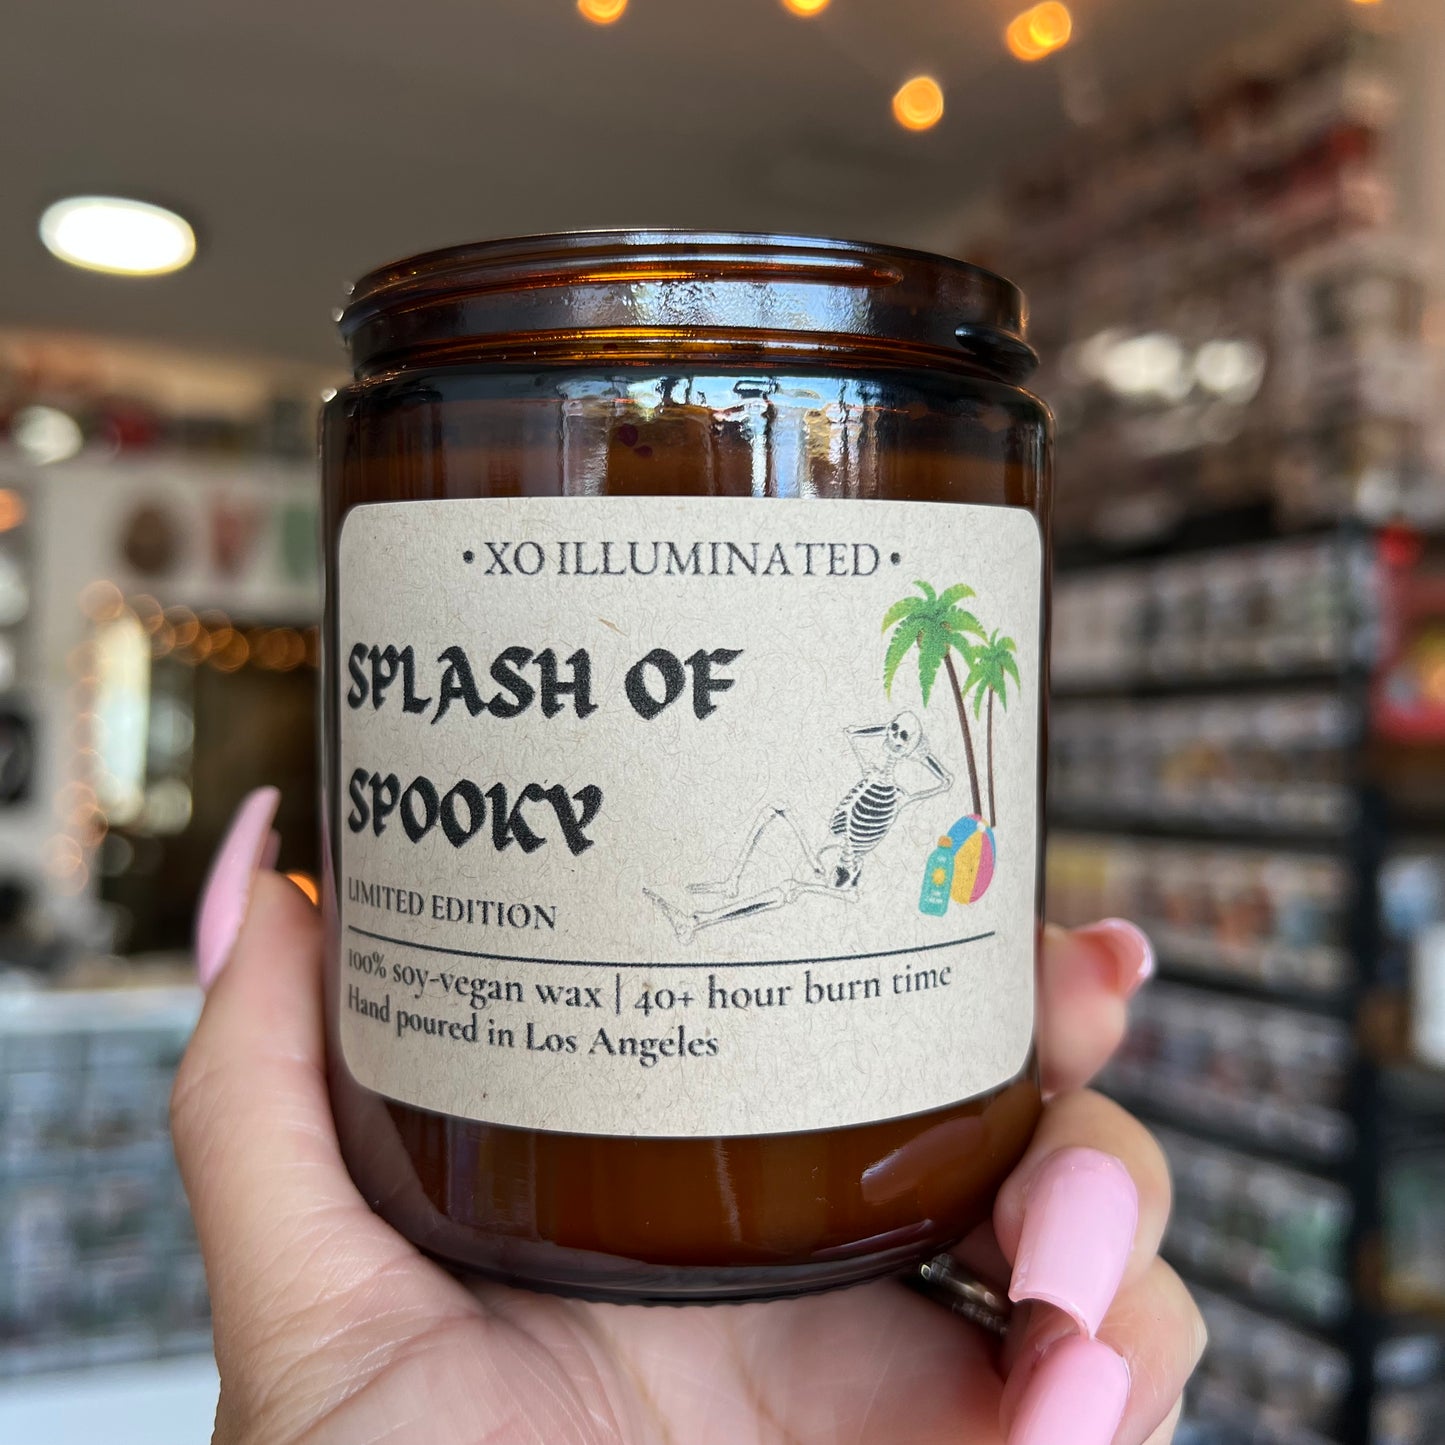 • XO ILLUMINATED •
SPLASH OF
SPOOKY
LIMITED EDITION
100% soy-vegan wax | 40+ hour burn time
Hand poured in Los Angeles